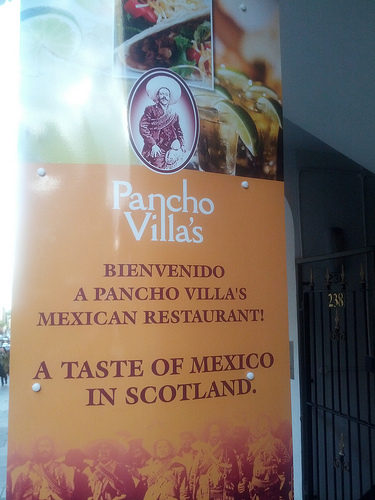 Pancho
Villa's
BIENVENIDO
A PANCHO VILLA'S
MEXICAN RESTAURANT!
A TASTE OF MEXICO
IN SCOTLAND.
238